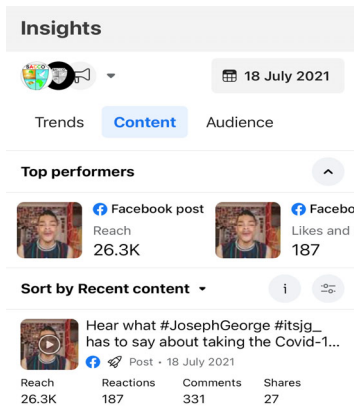 Insights
SACCO
18 July 2021
Trends Content Audience
Top performers
Facebook post
Reach
26.3K
Facebo
Likes and
187
Sort by Recent content
i
Hear what #JosephGeorge #itsjg_
has to say about taking the Covid-1...
Post · 18 July 2021
Reach Reactions Comments Shares
26.3K 187 331 27